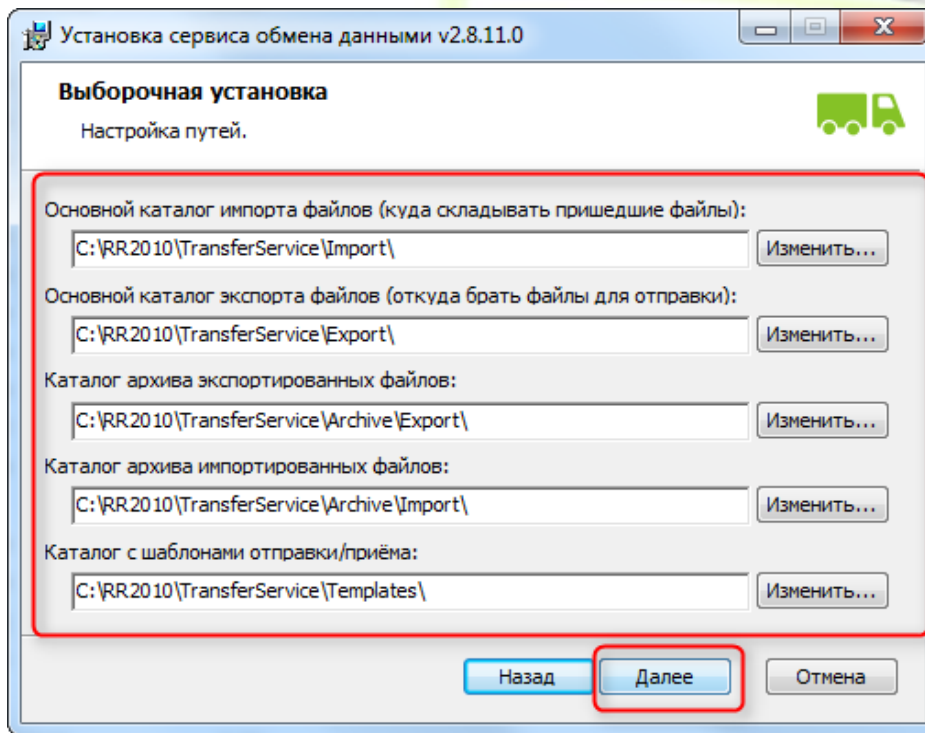 Установка сервиса обмена данными v2.8.11.0
Выборочная установка
Настройка путей.
Основной каталог импорта файлов (куда складывать пришедшие файлы):
C:\RR2010\TransferService\Import\
Изменить...
Основной каталог экспорта файлов (откуда брать файлы для отправки):
C:\RR2010\TransferService\Export\
Изменить...
Каталог архива экспортированных файлов:
C:\RR2010\TransferService\Archive\Export\
Изменить...
Каталог архива импортированных файлов:
C:\RR2010\TransferService\Archive\Import\
Изменить...
Каталог с шаблонами отправки/приёма:
C:\RR2010\TransferService\Templates\
Изменить...
Назад
Далее
Отмена